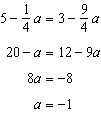 5 − 1/4 a = 3 − 9/4 a
20 − a = 12 − 9a
8a = −8
a = −1